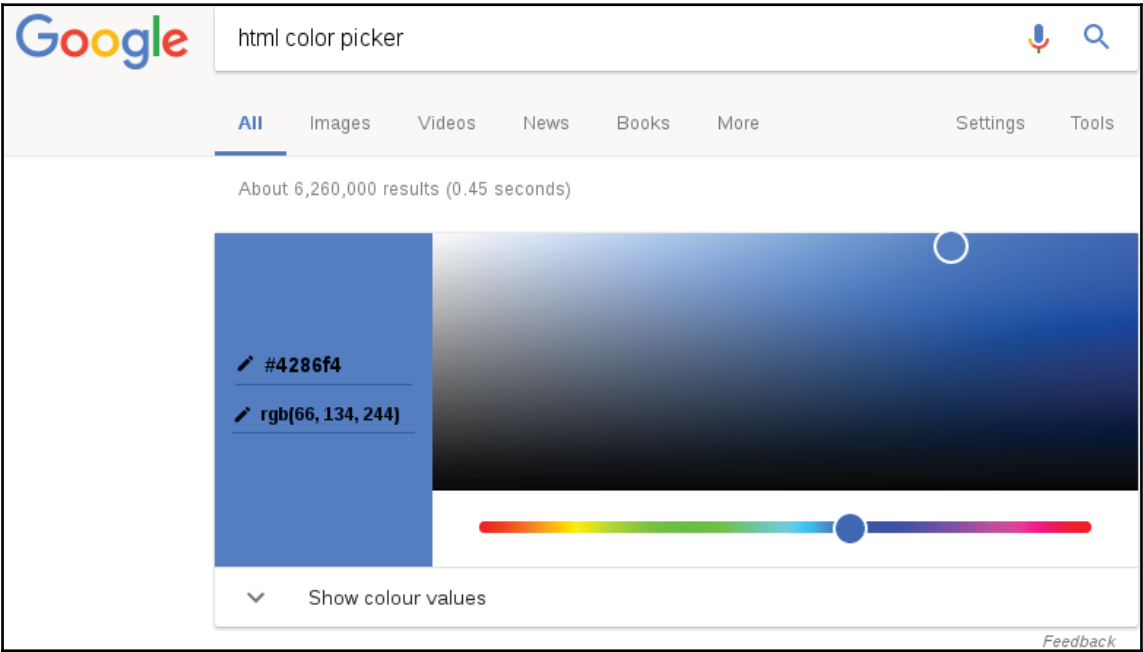 Google html color picker
All Images Videos News Books More Settings Tools
About 6,260,000 results (0.45 seconds)
#4286f4
rgb(66, 134, 244)
Show colour values
Feedback